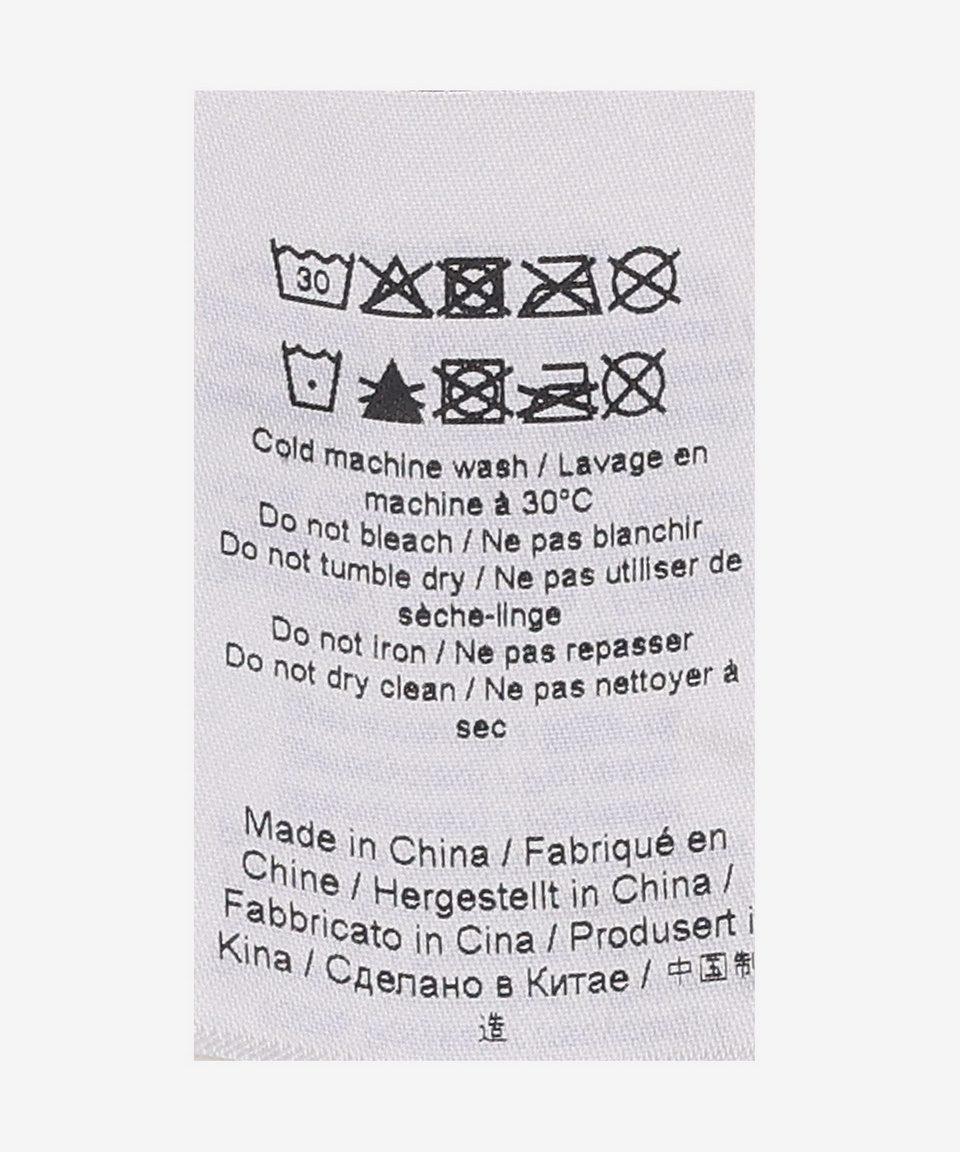 30
Cold machine wash / Lavage en
machine à 30°C
Do not bleach / Ne pas blanchir
Do not tumble dry / Ne pas utiliser de
sèche-linge
Do not iron / Ne pas repasser
Do not dry clean / Ne pas nettoyer à
sec
Made in China / Fabriqué en
Chine / Hergestellt in China /
Fabbricato in Cina / Produsert i
Kina / Сделано в Китае / 中国制
造